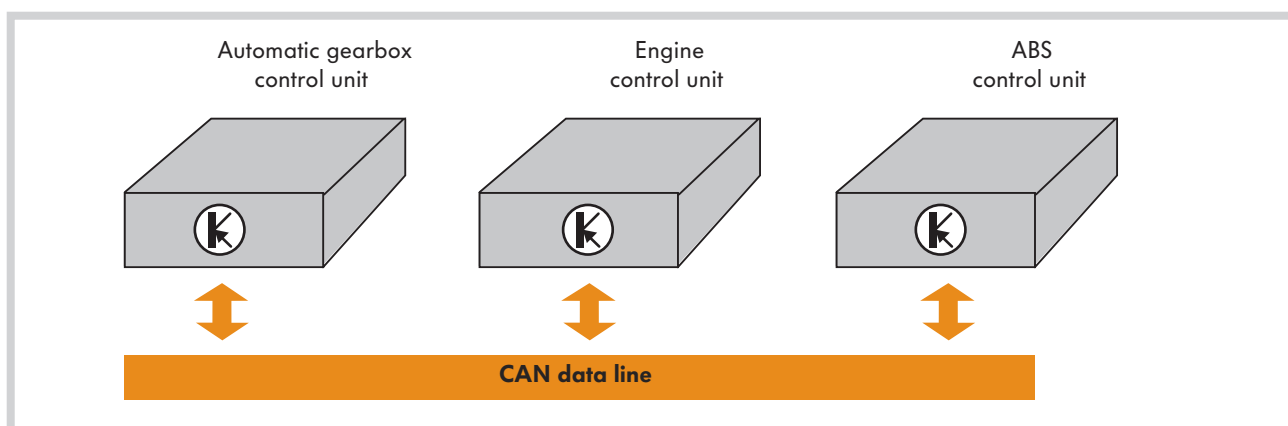 Automatic gearbox
control unit
Engine
control unit
ABS
control unit
CAN data line